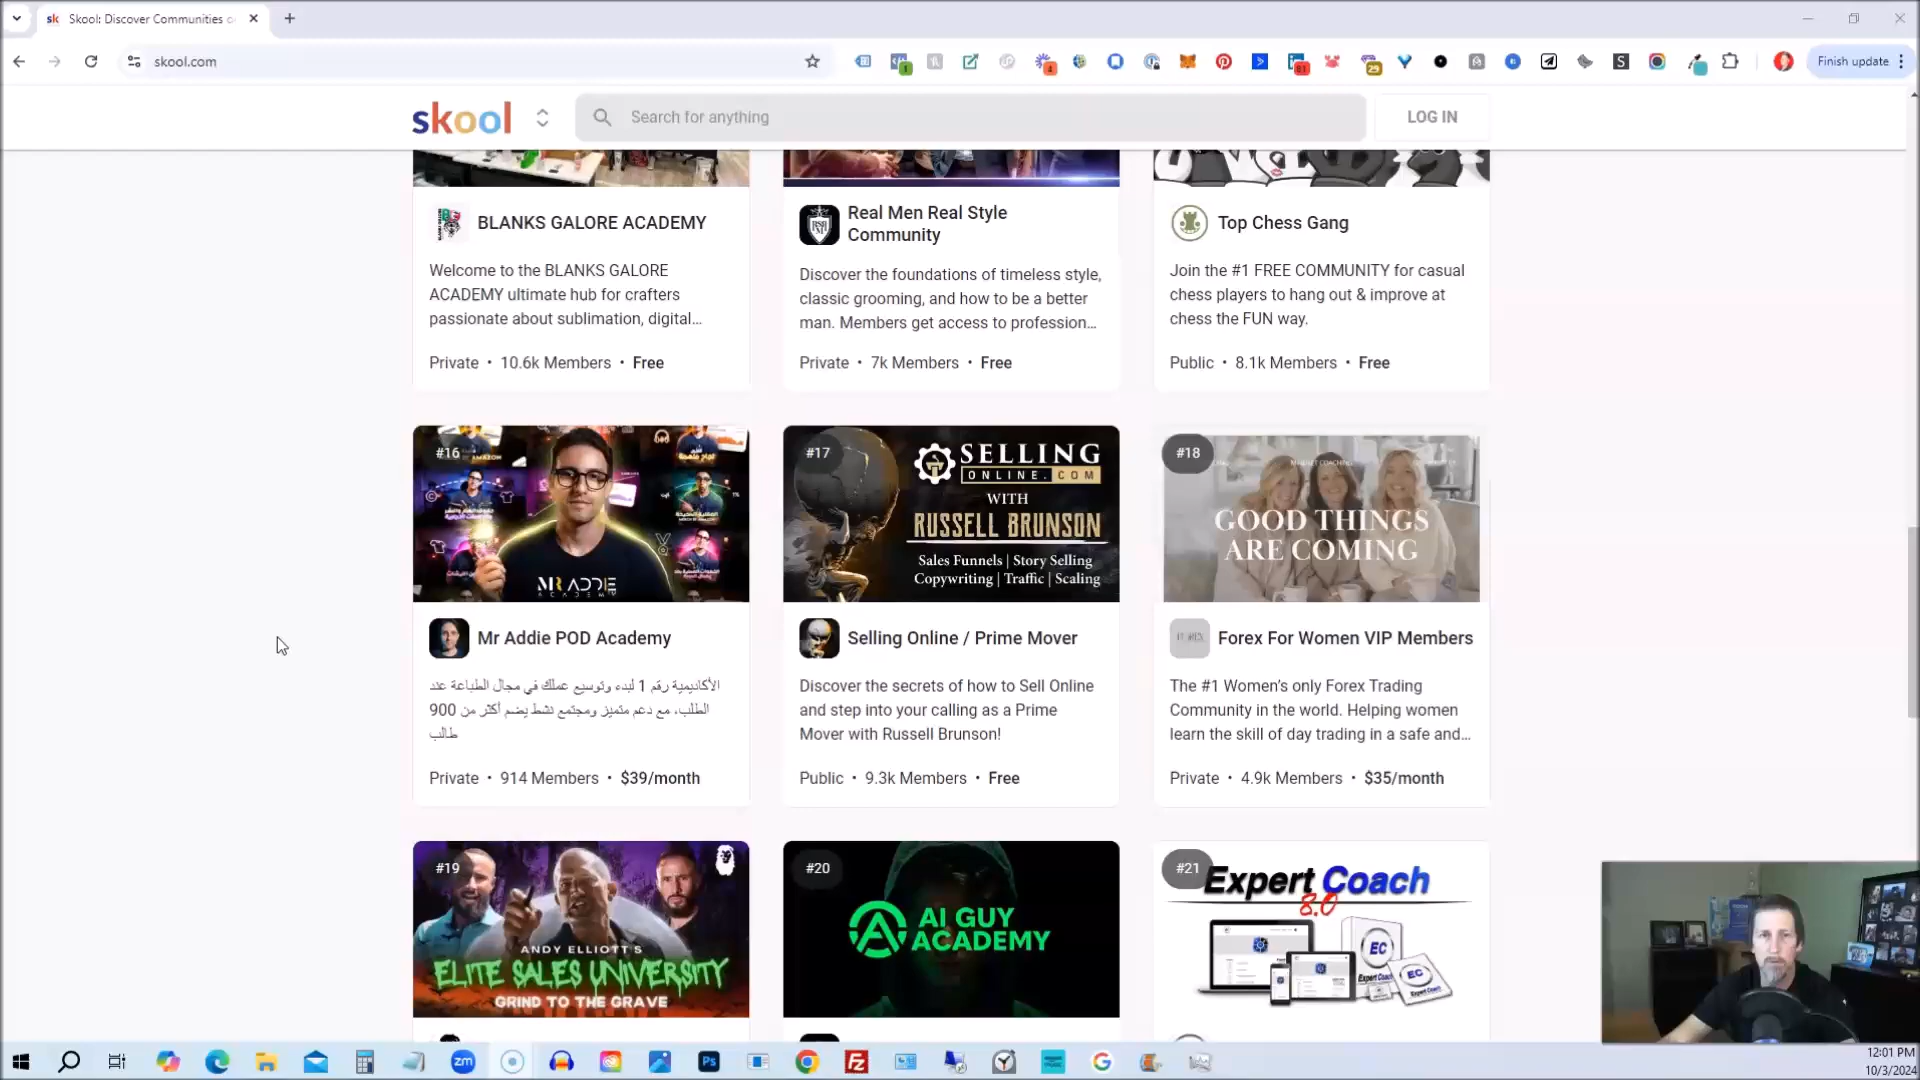 Skool: Discover Communities o
skool.com
Finish update
skool
Search for anything
LOG IN
BLANKS GALORE ACADEMY
Welcome to the BLANKS GALORE
ACADEMY ultimate hub for crafters
passionate about sublimation, digital...
Private • 10.6k Members • Free
Real Men Real Style
Community
Discover the foundations of timeless style,
classic grooming, and how to be a better
man. Members get access to profession...
Private • 7k Members • Free
Top Chess Gang
Join the #1 FREE COMMUNITY for casual
chess players to hang out & improve at
chess the FUN way.
Public • 8.1k Members • Free
#16
MR ADDIE
ACADEMY
Mr Addie POD Academy
الأكاديمية رقم 1 لبدء وتوسيع عملك في مجال الطباعة عند
الطلب، مع دعم متميز ومجتمع نشط يضم أكثر من 900
طالب
Private • 914 Members • $39/month
#17
SELLING
ONLINE.COM
WITH
RUSSELL BRUNSON
Sales Funnels | Story Selling
Copywriting | Traffic | Scaling
Selling Online / Prime Mover
Discover the secrets of how to Sell Online
and step into your calling as a Prime
Mover with Russell Brunson!
Public • 9.3k Members • Free
#18
GOOD THINGS
ARE COMING
Forex For Women VIP Members
The #1 Women's only Forex Trading
Community in the world. Helping women
learn the skill of day trading in a safe and...
Private • 4.9k Members • $35/month
#19
ANDY ELLIOTT'S
ELITE SALES UNIVERSITY
GRIND TO THE GRAVE
#20
AI GUY
ACADEMY
#21
Expert Coach
8.0
EC
EC
12:01 PM
10/3/2024